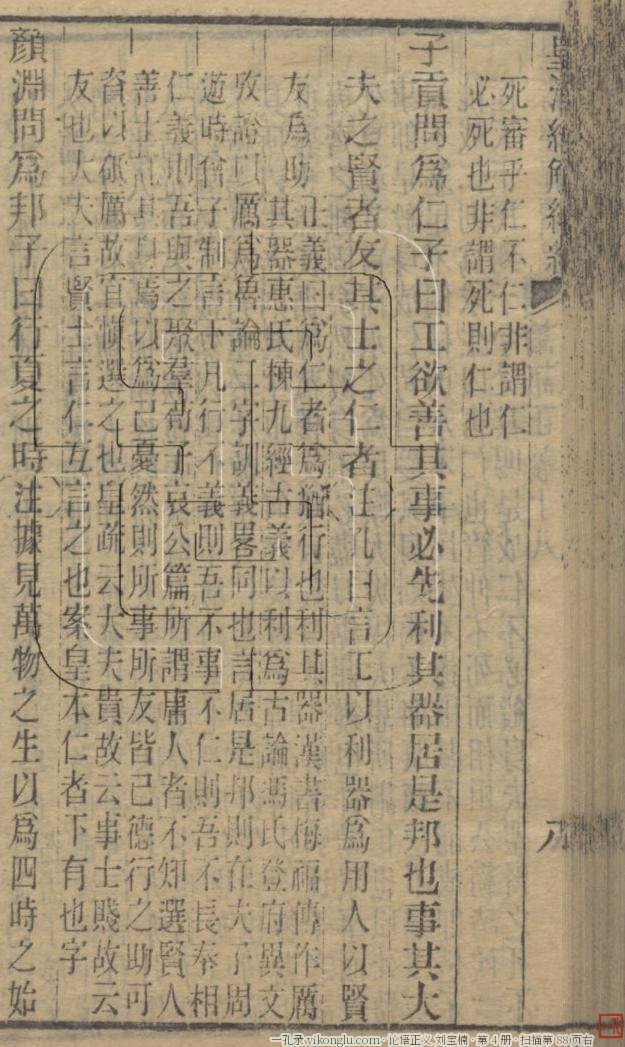 皇清經解續
死審乎仁不仁非謂仁
必死也非謂死則仁也
子貢問爲仁子曰工欲善其事必先利其器居是邦也事其大
夫之賢者友其士之仁者注孔曰言工以利器爲用人以賢
友爲助
正義曰爲仁者爲猶行也利其器漢書梅福傳作厲
其器惠氏棟九經古義以利爲古論馮氏登府異文
攷證以厲爲魯論二字訓義畧同也言居是邦則在夫子周
遊時曾子制言下凡行不義則吾不事不仁則吾不長奉相
仁義則吾與之聚羣荀子哀公篇所謂庸人者不知選賢人
善士託其身焉以爲己憂然則所事所友皆己德行之助可
資以砥厲故宜慎選之也皇疏云大夫貴故云事士賤故云
友也大夫言賢士言仁互言之也案皇本仁者下有也字
顏淵問爲邦子曰行夏之時注據見萬物之生以爲四時之始
八
一孔录yikonglu.com · 论语正义 刘宝楠 · 第4册 · 扫描第88页右